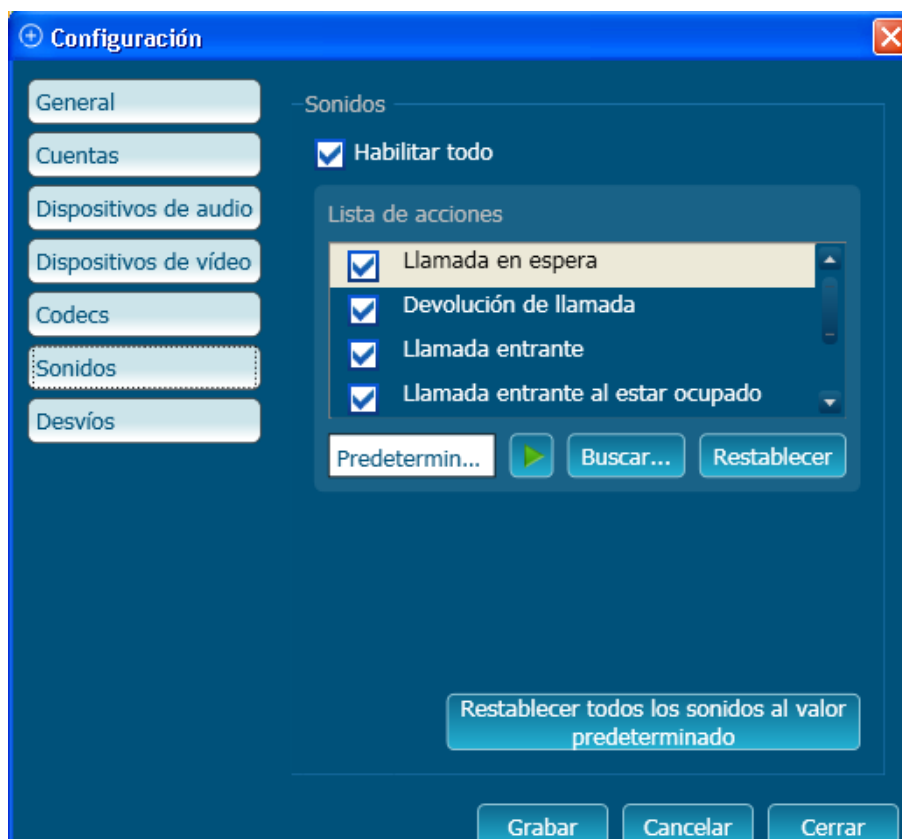 Configuración
General
Cuentas
Dispositivos de audio
Dispositivos de vídeo
Codecs
Sonidos
Desvíos
Sonidos
Habilitar todo
Lista de acciones
Llamada en espera
Devolución de llamada
Llamada entrante
Llamada entrante al estar ocupado
Predetermin...
Buscar...
Restablecer
Restablecer todos los sonidos al valor
predeterminado
Grabar
Cancelar
Cerrar